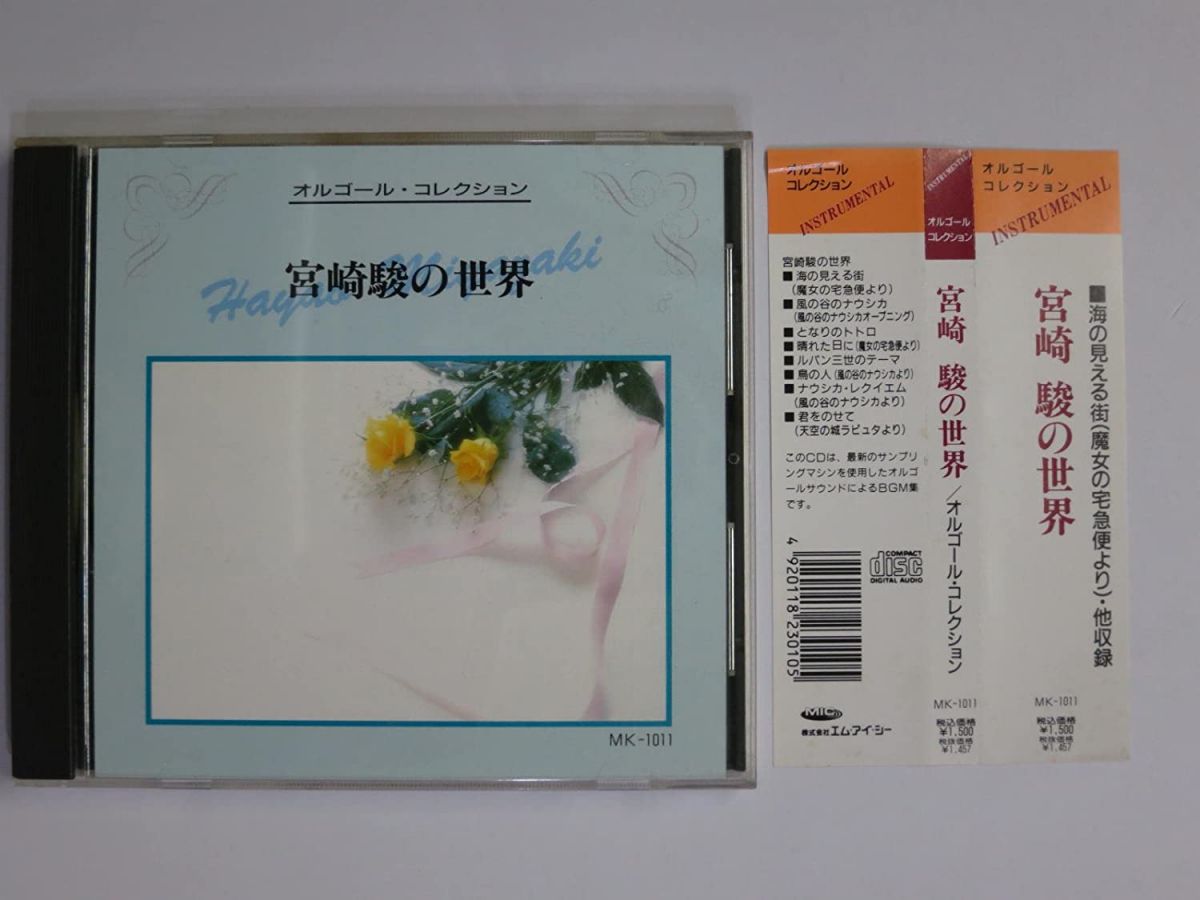 オルゴール・コレクション
Hayao Miyazaki
宮崎駿の世界
MK-1011
オルゴール
コレクション
INSTRUMENTAL
宮崎駿の世界
■海の見える街
(魔女の宅急便より)
■風の谷のナウシカ
(風の谷のナウシカオープニング)
■となりのトトロ
■晴れた日に(魔女の宅急便より)
■ルパン三世のテーマ
■鳥の人(風の谷のナウシカより)
■ナウシカ・レクイエム
(風の谷のナウシカより)
■君をのせて
(天空の城ラピュタより)
このCDは、最新のサンプリ
ングマシンを使用したオルゴ
ールサウンドによるBGM集
です。
4920118230105
COMPACT
disc
DIGITAL AUDIO
MIC
株式会社エム・アイ・シー
INSTRUMENTAL
オルゴール
コレクション
宮崎 駿の世界/オルゴール・コレクション
MK-1011
税込価格
¥1,500
税抜価格
¥1,457
オルゴール
コレクション
INSTRUMENTAL
■海の見える街(魔女の宅急便より)・他収録
宮崎 駿の世界
MK-1011
税込価格
¥1,500
税抜価格
¥1,457